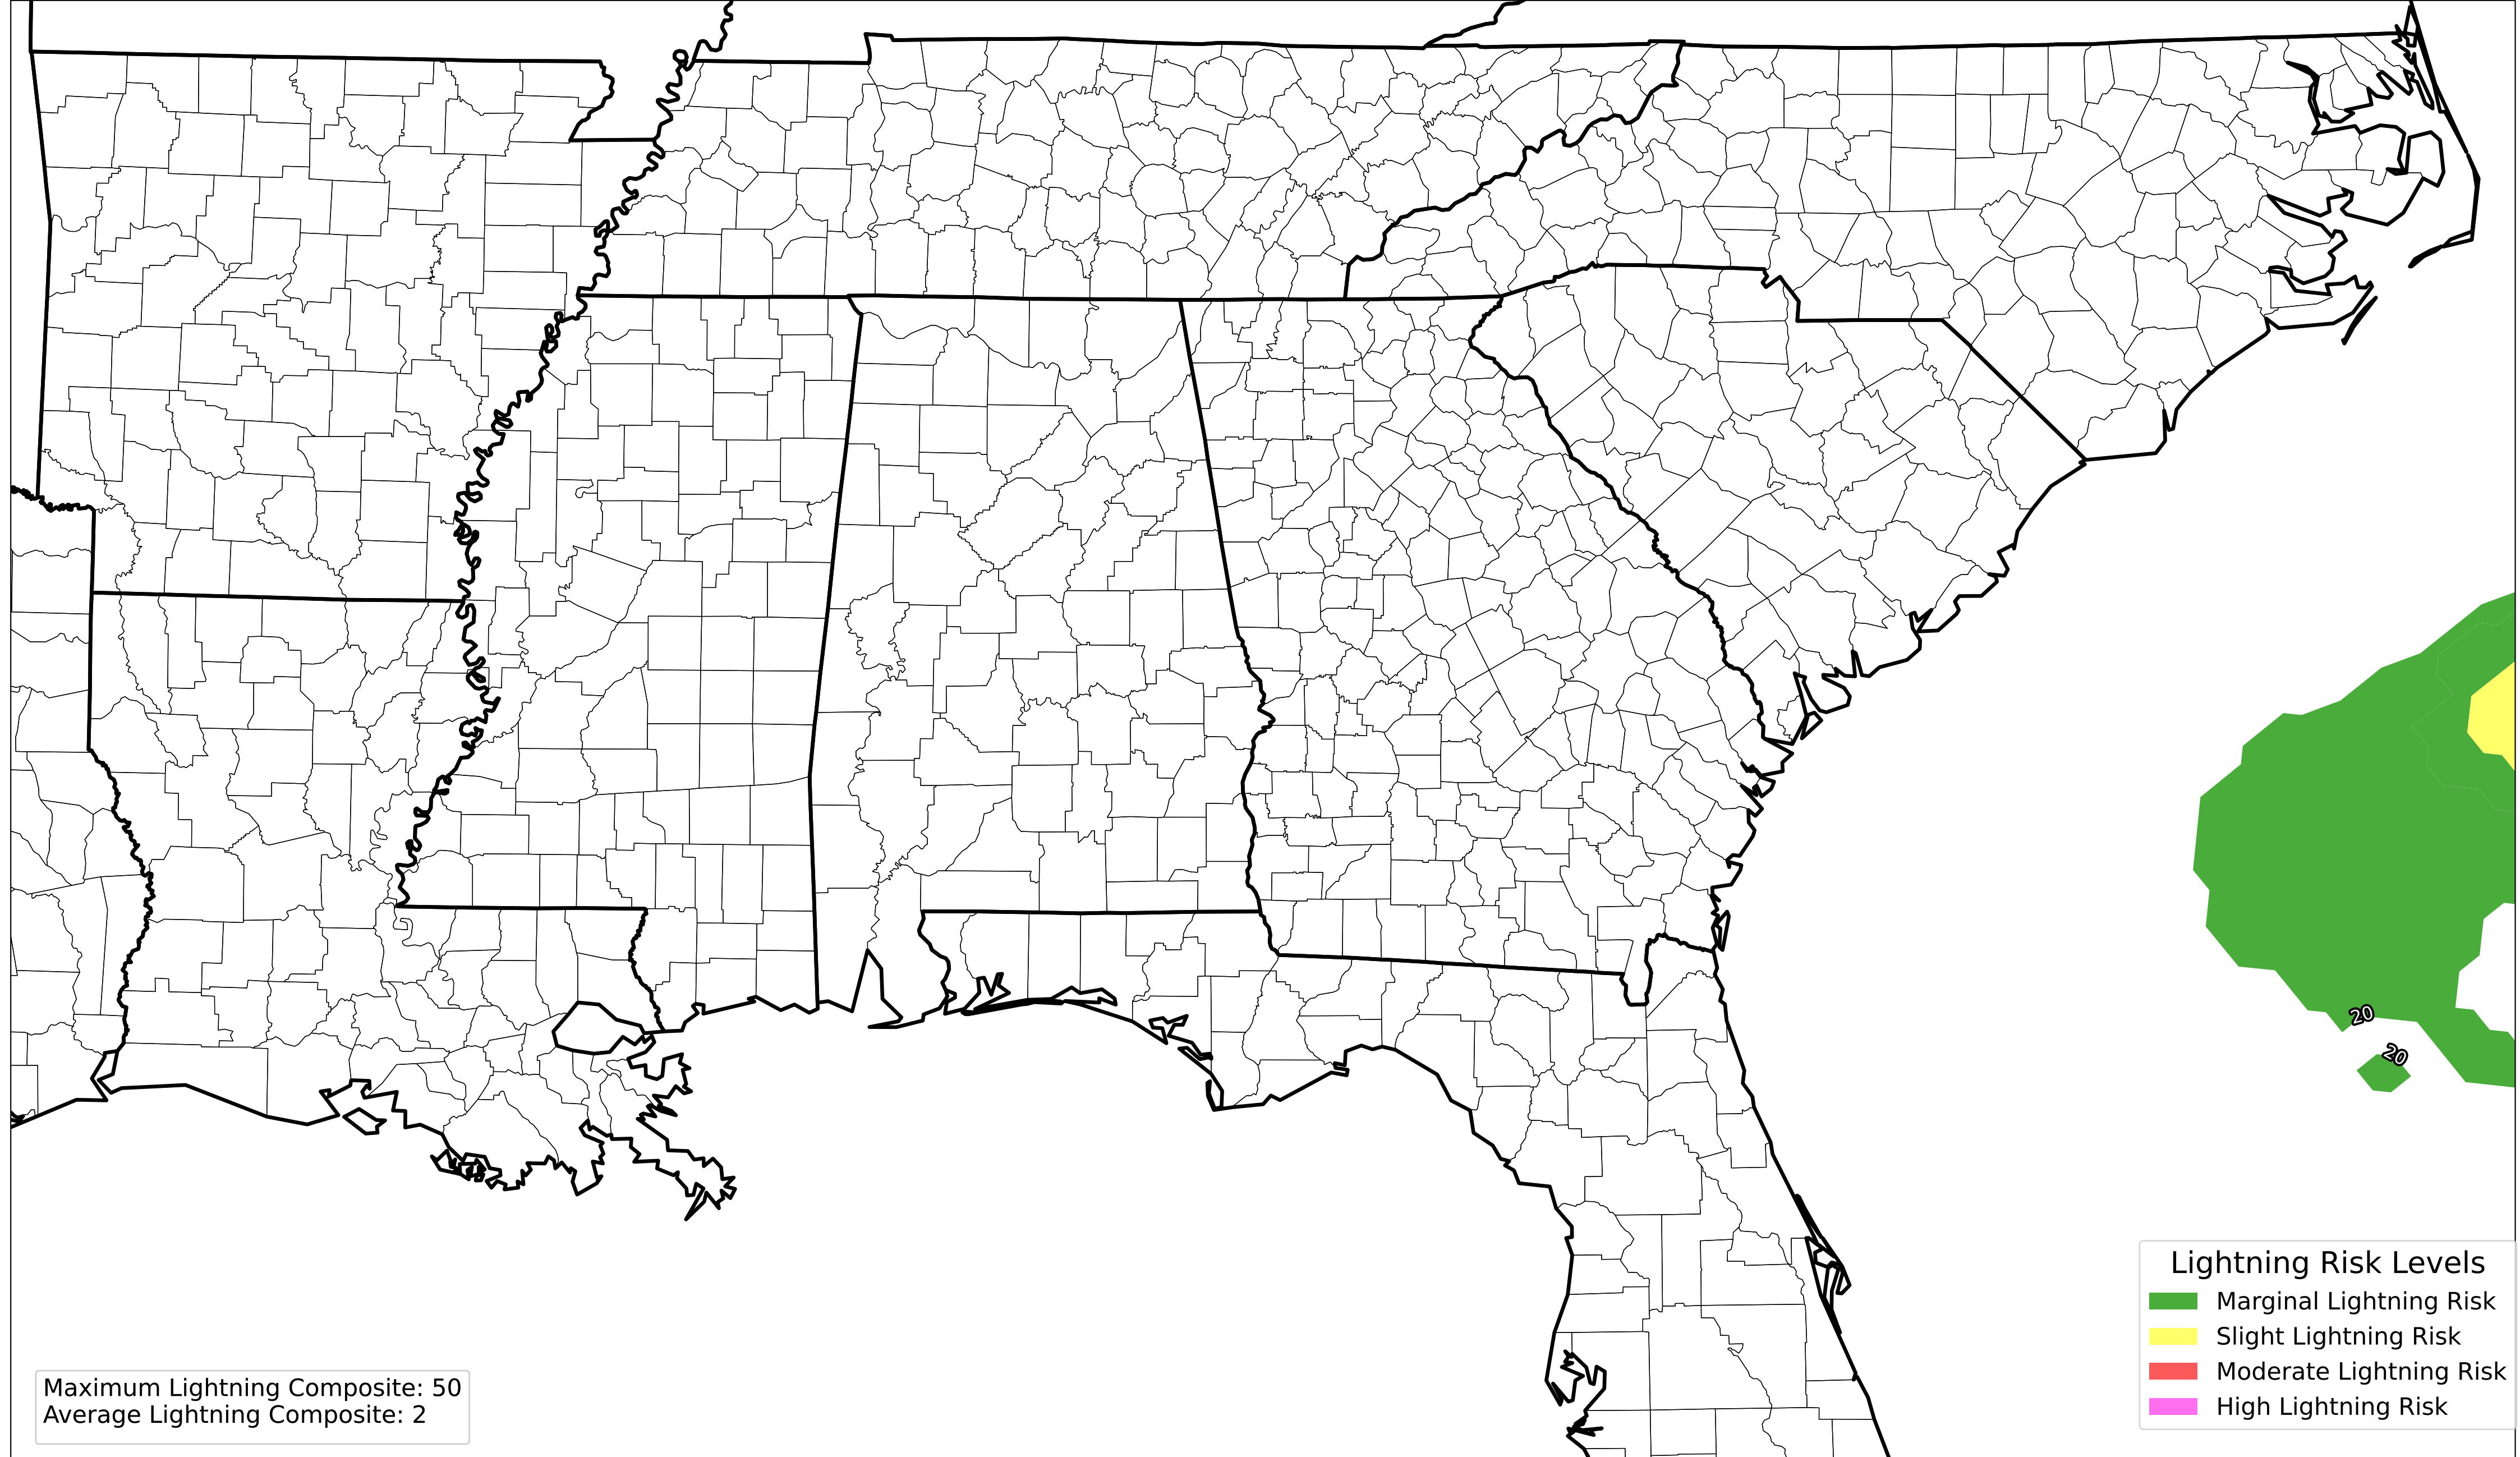 20
20
Lightning Risk Levels
Marginal Lightning Risk
Slight Lightning Risk
Moderate Lightning Risk
High Lightning Risk
Maximum Lightning Composite: 50
Average Lightning Composite: 2